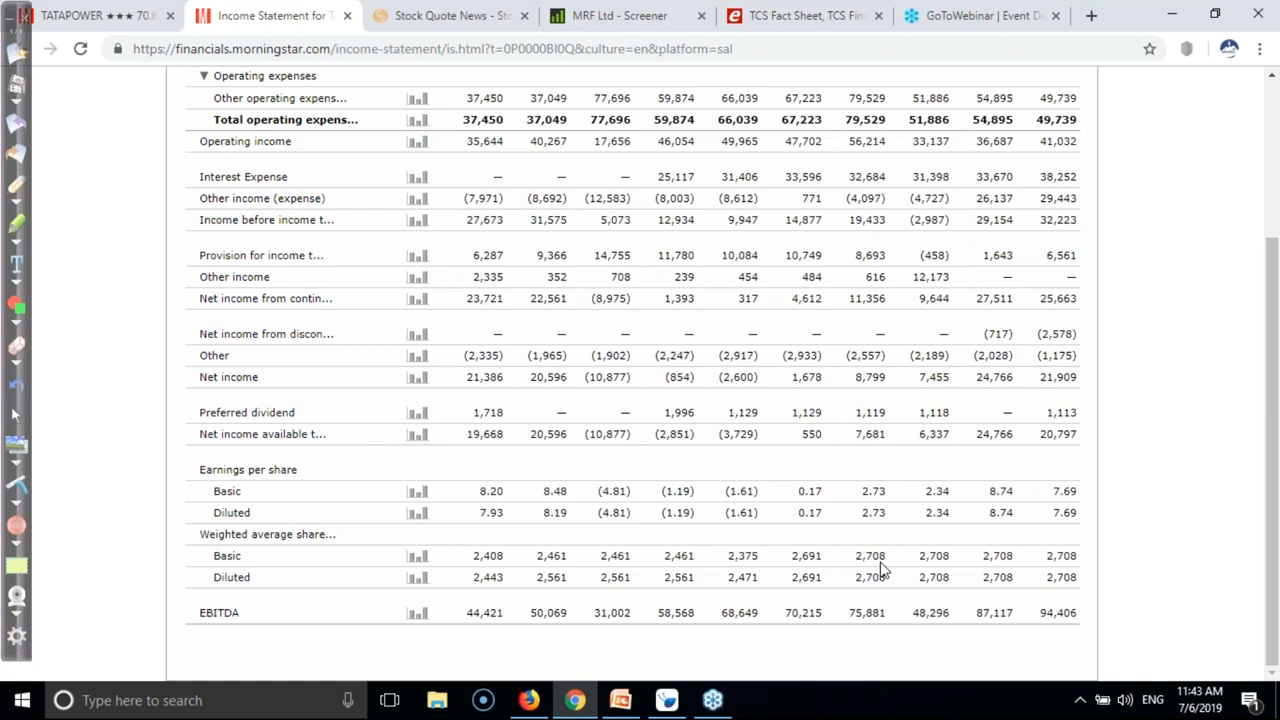 TATAPOWER ★★★ 70.6
Income Statement for T
Stock Quote News - Sto
MRF Ltd - Screener
TCS Fact Sheet, TCS Fin
GoToWebinar | Event De
https://financials.morningstar.com/income-statement/is.html?t=0P0000BI0Q&culture=en&platform=sal
1/1
▼ Operating expenses
Other operating expens... 37,450 37,049 77,696 59,874 66,039 67,223 79,529 51,886 54,895 49,739
Total operating expens... 37,450 37,049 77,696 59,874 66,039 67,223 79,529 51,886 54,895 49,739
Operating income 35,644 40,267 17,656 46,054 49,965 47,702 56,214 33,137 36,687 41,032
Interest Expense — — — 25,117 31,406 33,596 32,684 31,398 33,670 38,252
Other income (expense) (7,971) (8,692) (12,583) (8,003) (8,612) 771 (4,097) (4,727) 26,137 29,443
Income before income t... 27,673 31,575 5,073 12,934 9,947 14,877 19,433 (2,987) 29,154 32,223
Provision for income t... 6,287 9,366 14,755 11,780 10,084 10,749 8,693 (458) 1,643 6,561
Other income 2,335 352 708 239 454 484 616 12,173 — —
Net income from contin... 23,721 22,561 (8,975) 1,393 317 4,612 11,356 9,644 27,511 25,663
Net income from discon... — — — — — — — — (717) (2,578)
Other (2,335) (1,965) (1,902) (2,247) (2,917) (2,933) (2,557) (2,189) (2,028) (1,175)
Net income 21,386 20,596 (10,877) (854) (2,600) 1,678 8,799 7,455 24,766 21,909
Preferred dividend 1,718 — — 1,996 1,129 1,129 1,119 1,118 — 1,113
Net income available t... 19,668 20,596 (10,877) (2,851) (3,729) 550 7,681 6,337 24,766 20,797
Earnings per share
Basic 8.20 8.48 (4.81) (1.19) (1.61) 0.17 2.73 2.34 8.74 7.69
Diluted 7.93 8.19 (4.81) (1.19) (1.61) 0.17 2.73 2.34 8.74 7.69
Weighted average share...
Basic 2,408 2,461 2,461 2,461 2,375 2,691 2,708 2,708 2,708 2,708
Diluted 2,443 2,561 2,561 2,561 2,471 2,691 2,708 2,708 2,708 2,708
EBITDA 44,421 50,069 31,002 58,568 68,649 70,215 75,881 48,296 87,117 94,406
Type here to search
ENG
11:43 AM
7/6/2019